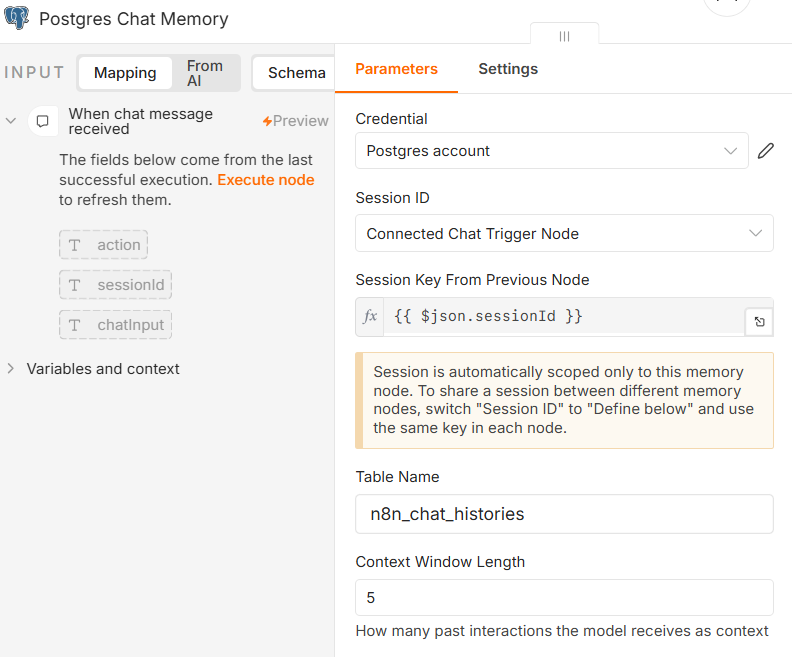 Postgres Chat Memory
INPUT
Mapping
From
AI
Schema
When chat message
received
Preview
The fields below come from the last
successful execution. Execute node
to refresh them.
T action
T sessionId
T chatInput
Variables and context
Parameters
Settings
Credential
Postgres account
Session ID
Connected Chat Trigger Node
Session Key From Previous Node
fx {{ $json.sessionId }}
Session is automatically scoped only to this memory
node. To share a session between different memory
nodes, switch "Session ID" to "Define below" and use
the same key in each node.
Table Name
n8n_chat_histories
Context Window Length
5
How many past interactions the model receives as context